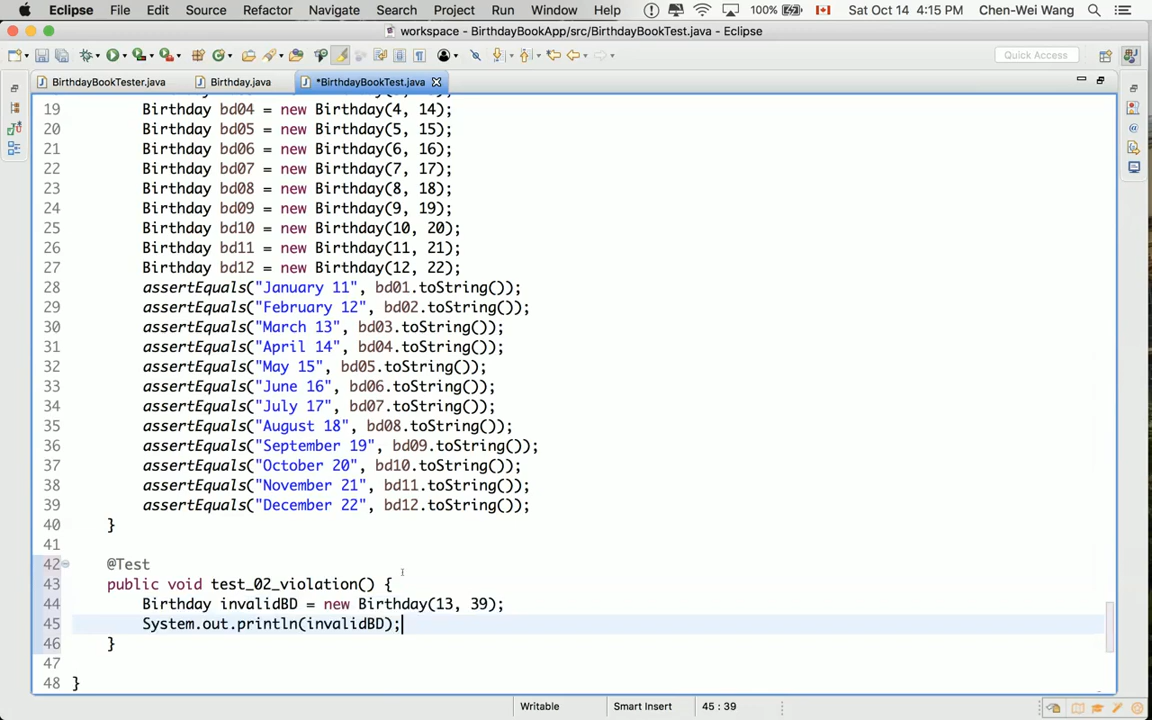 Eclipse File Edit Source Refactor Navigate Search Project Run Window Help 100% Sat Oct 14 4:15 PM Chen-Wei Wang
workspace - BirthdayBookApp/src/BirthdayBookTest.java - Eclipse
Quick Access
BirthdayBookTester.java Birthday.java *BirthdayBookTest.java
19 Birthday bd04 = new Birthday(4, 14);
20 Birthday bd05 = new Birthday(5, 15);
21 Birthday bd06 = new Birthday(6, 16);
22 Birthday bd07 = new Birthday(7, 17);
23 Birthday bd08 = new Birthday(8, 18);
24 Birthday bd09 = new Birthday(9, 19);
25 Birthday bd10 = new Birthday(10, 20);
26 Birthday bd11 = new Birthday(11, 21);
27 Birthday bd12 = new Birthday(12, 22);
28 assertEquals("January 11", bd01.toString());
29 assertEquals("February 12", bd02.toString());
30 assertEquals("March 13", bd03.toString());
31 assertEquals("April 14", bd04.toString());
32 assertEquals("May 15", bd05.toString());
33 assertEquals("June 16", bd06.toString());
34 assertEquals("July 17", bd07.toString());
35 assertEquals("August 18", bd08.toString());
36 assertEquals("September 19", bd09.toString());
37 assertEquals("October 20", bd10.toString());
38 assertEquals("November 21", bd11.toString());
39 assertEquals("December 22", bd12.toString());
40 }
41
42 @Test
43 public void test_02_violation() {
44 Birthday invalidBD = new Birthday(13, 39);
45 System.out.println(invalidBD);
46 }
47
48 }
Writable Smart Insert 45 : 39